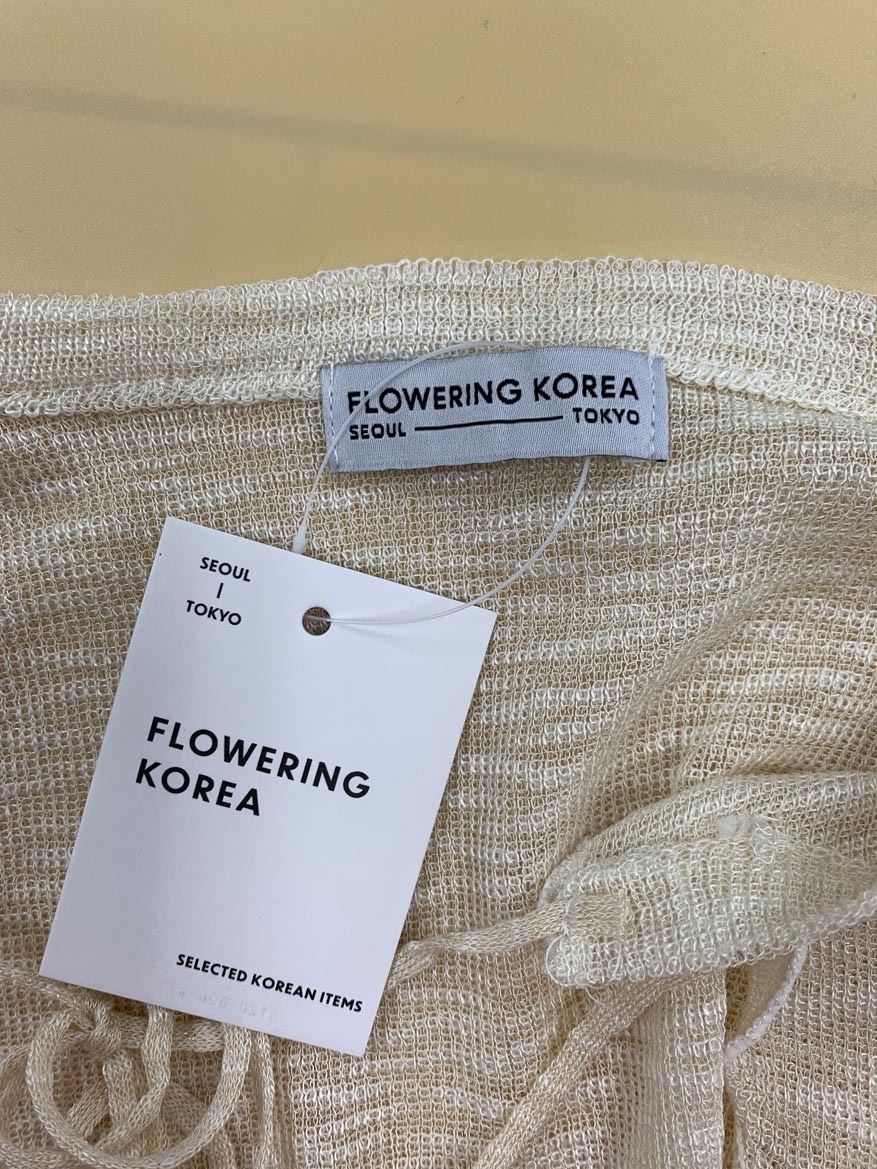 FLOWERING KOREA
SEOUL — TOKYO
SEOUL
|
TOKYO
FLOWERING
KOREA
SELECTED KOREAN ITEMS